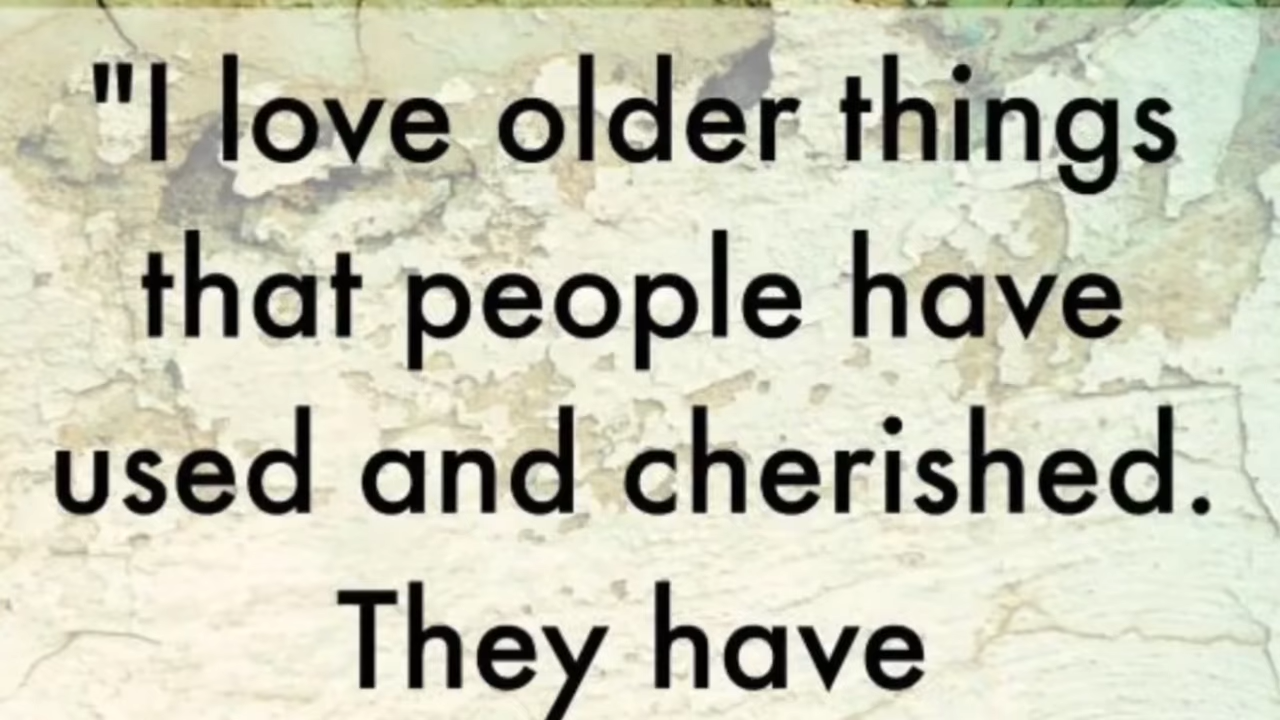 "I love older things
that people have
used and cherished.
They have